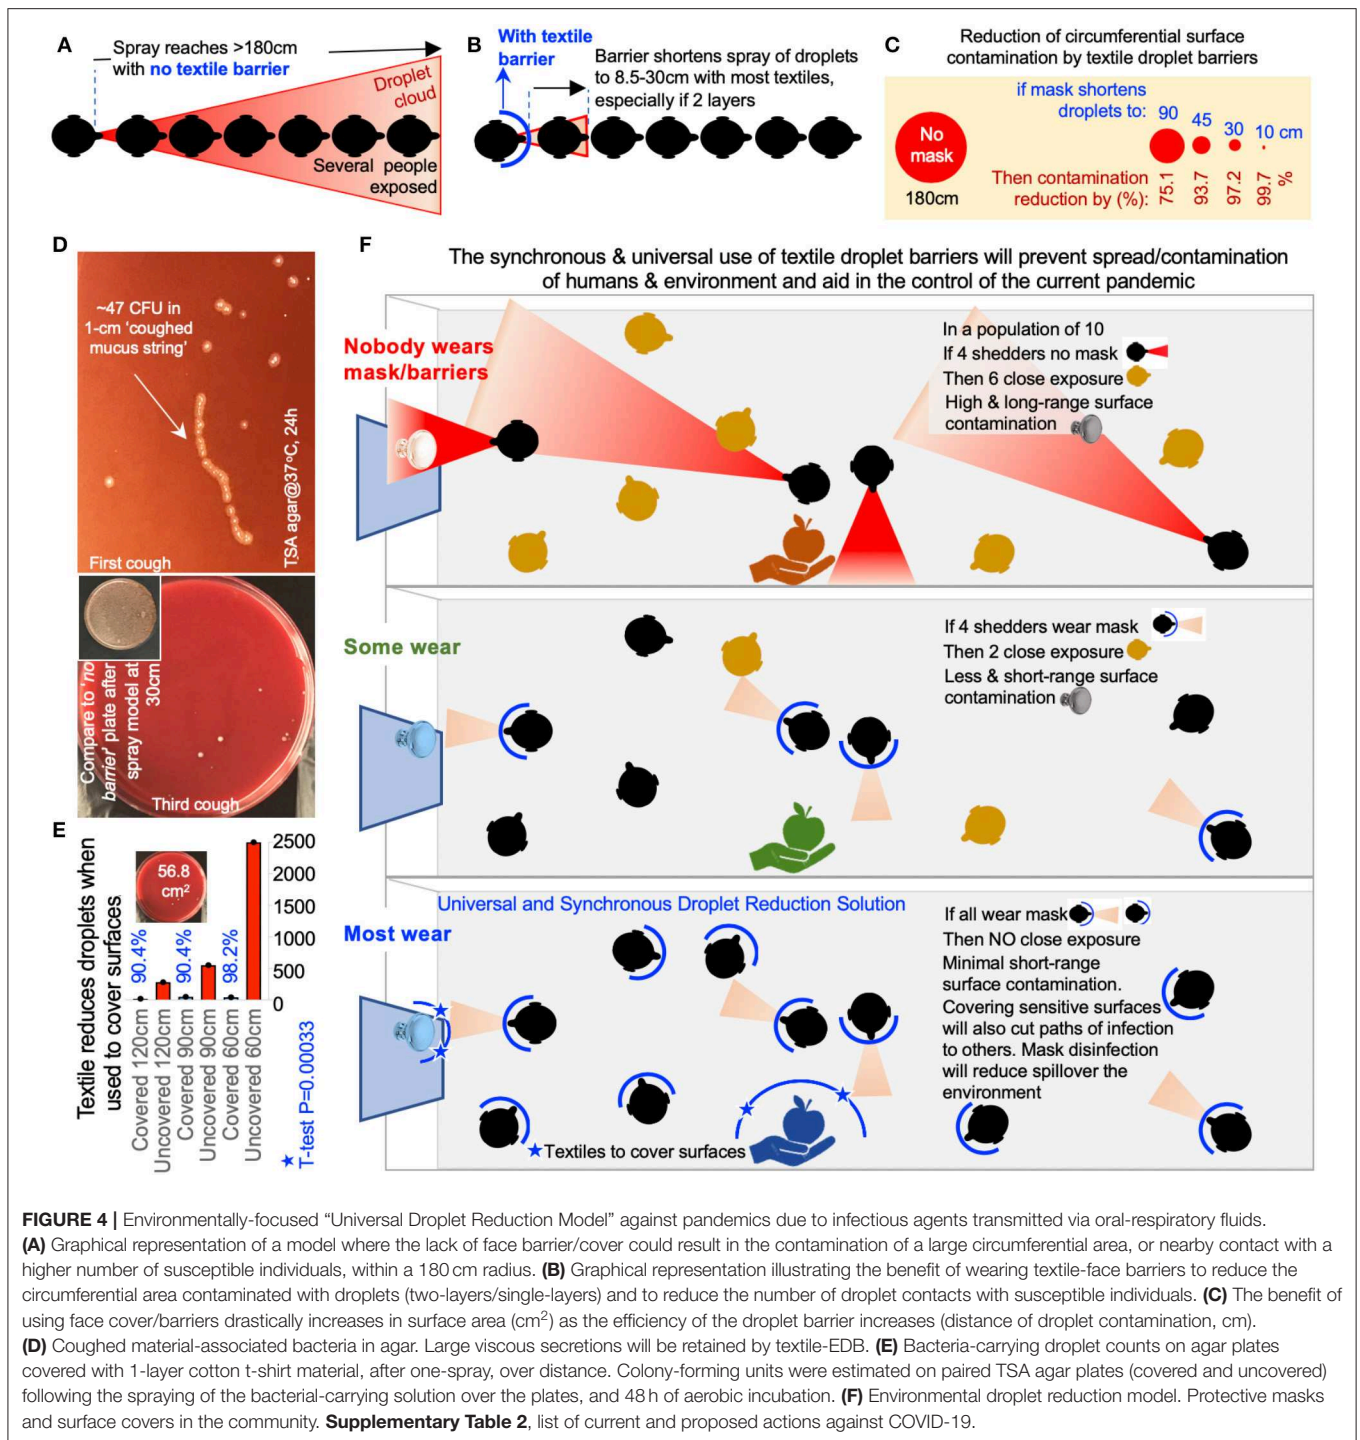 A
Spray reaches >180cm
with no textile barrier
Droplet
cloud
Several people
exposed
B
With textile
barrier
Barrier shortens spray of droplets
to 8.5-30cm with most textiles,
especially if 2 layers
C
Reduction of circumferential surface
contamination by textile droplet barriers
if mask shortens
droplets to:
90 45 30 10 cm
No
mask
180cm
Then contamination
reduction by (%):
75.1 93.7 97.2 99.7 %
D
~47 CFU in
1-cm 'coughed
mucus string'
TSA agar@37ºC, 24h
First cough
Compare to 'no
barrier' plate after
spray model at
30cm
Third cough
E
Textile reduces droplets when
used to cover surfaces
56.8
cm²
90.4% 90.4% 98.2%
2500
2000
1500
1000
500
0
Covered 120cm
Uncovered 120cm
Covered 90cm
Uncovered 90cm
Covered 60cm
Uncovered 60cm
★ T-test P=0.00033
F
The synchronous & universal use of textile droplet barriers will prevent spread/contamination
of humans & environment and aid in the control of the current pandemic
Nobody wears
mask/barriers
In a population of 10
If 4 shedders no mask
Then 6 close exposure
High & long-range surface
contamination
Some wear
If 4 shedders wear mask
Then 2 close exposure
Less & short-range surface
contamination
Universal and Synchronous Droplet Reduction Solution
Most wear
If all wear mask
Then NO close exposure
Minimal short-range
surface contamination.
Covering sensitive surfaces
will also cut paths of infection
to others. Mask disinfection
will reduce spillover the
environment
★Textiles to cover surfaces
FIGURE 4 | Environmentally-focused “Universal Droplet Reduction Model” against pandemics due to infectious agents transmitted via oral-respiratory fluids.
(A) Graphical representation of a model where the lack of face barrier/cover could result in the contamination of a large circumferential area, or nearby contact with a
higher number of susceptible individuals, within a 180 cm radius. (B) Graphical representation illustrating the benefit of wearing textile-face barriers to reduce the
circumferential area contaminated with droplets (two-layers/single-layers) and to reduce the number of droplet contacts with susceptible individuals. (C) The benefit of
using face cover/barriers drastically increases in surface area (cm²) as the efficiency of the droplet barrier increases (distance of droplet contamination, cm).
(D) Coughed material-associated bacteria in agar. Large viscous secretions will be retained by textile-EDB. (E) Bacteria-carrying droplet counts on agar plates
covered with 1-layer cotton t-shirt material, after one-spray, over distance. Colony-forming units were estimated on paired TSA agar plates (covered and uncovered)
following the spraying of the bacterial-carrying solution over the plates, and 48 h of aerobic incubation. (F) Environmental droplet reduction model. Protective masks
and surface covers in the community. Supplementary Table 2, list of current and proposed actions against COVID-19.